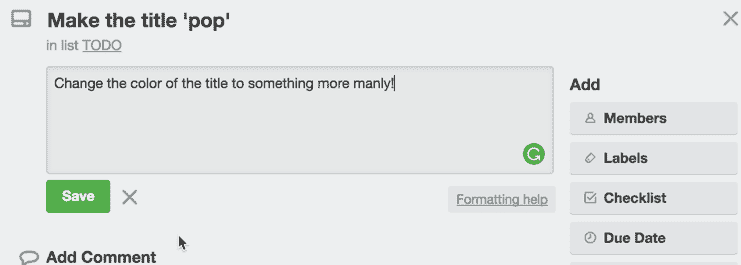 Make the title 'pop'
in list TODO
Change the color of the title to something more manly!
Save
Formatting help
Add Comment
Add
Members
Labels
Checklist
Due Date